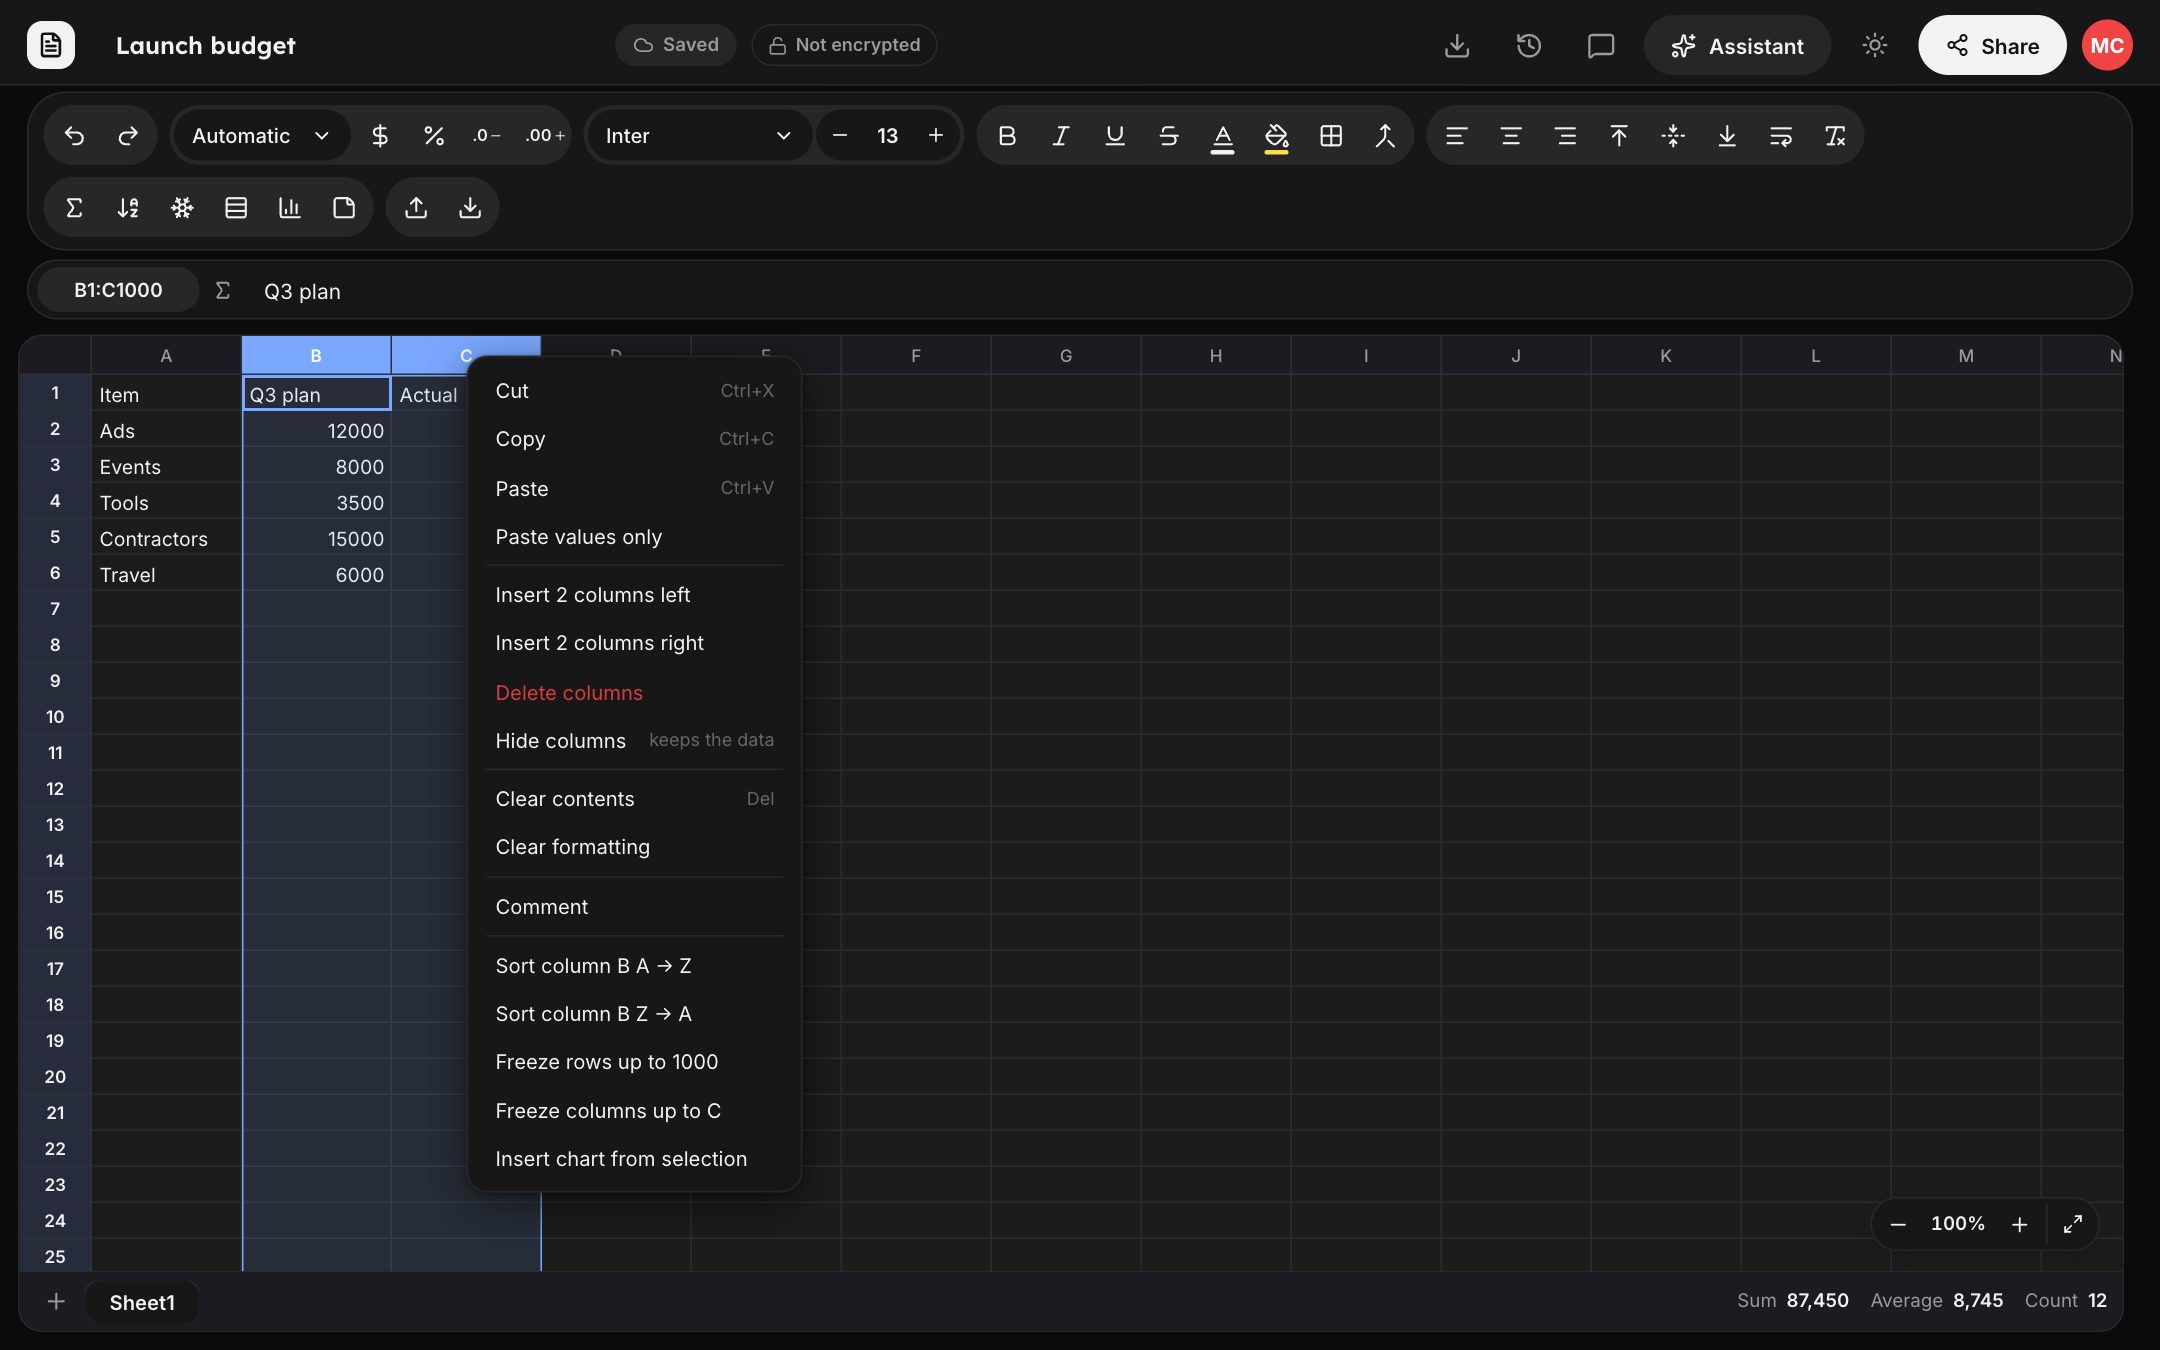 Launch budget
Saved
Not encrypted
Assistant
Share
MC
Automatic
$ % .0− .00+
Inter
− 13 +
B1:C1000
Q3 plan
A B C F G H I J K L M N
1 Item Q3 plan Actual
2 Ads 12000
3 Events 8000
4 Tools 3500
5 Contractors 15000
6 Travel 6000
7
8
9
10
11
12
13
14
15
16
17
18
19
20
21
22
23
24
25
Cut Ctrl+X
Copy Ctrl+C
Paste Ctrl+V
Paste values only
Insert 2 columns left
Insert 2 columns right
Delete columns
Hide columns keeps the data
Clear contents Del
Clear formatting
Comment
Sort column B A → Z
Sort column B Z → A
Freeze rows up to 1000
Freeze columns up to C
Insert chart from selection
− 100% +
+ Sheet1
Sum 87,450 Average 8,745 Count 12